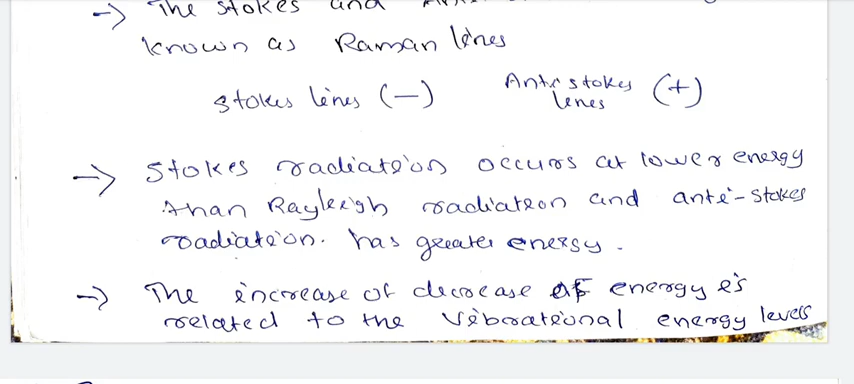 → The Stokes and
known as Raman lines
Stokes lines (−) Anti stokes lines (+)
→ Stokes radiation occurs at lower energy
than Rayleigh radiation and anti-Stokes
radiation. has greater energy.
→ The increase of decrease of energy is
related to the Vibrational energy levels